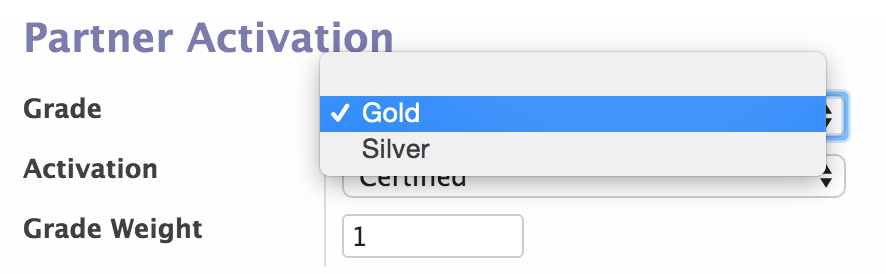 Partner Activation
Grade
✓ Gold
Silver
Activation
Certified
Grade Weight
1